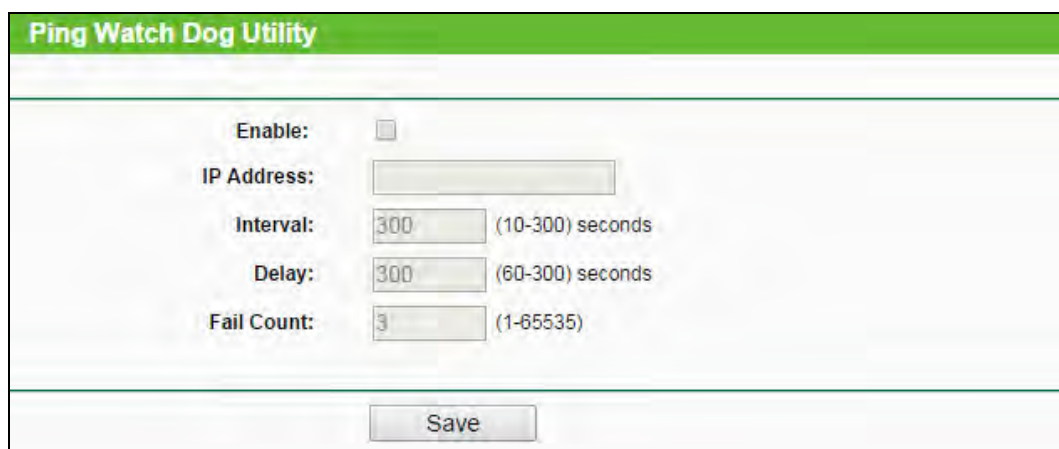 Ping Watch Dog Utility
Enable:
IP Address:
Interval: 300 (10-300) seconds
Delay: 300 (60-300) seconds
Fail Count: 3 (1-65535)
Save